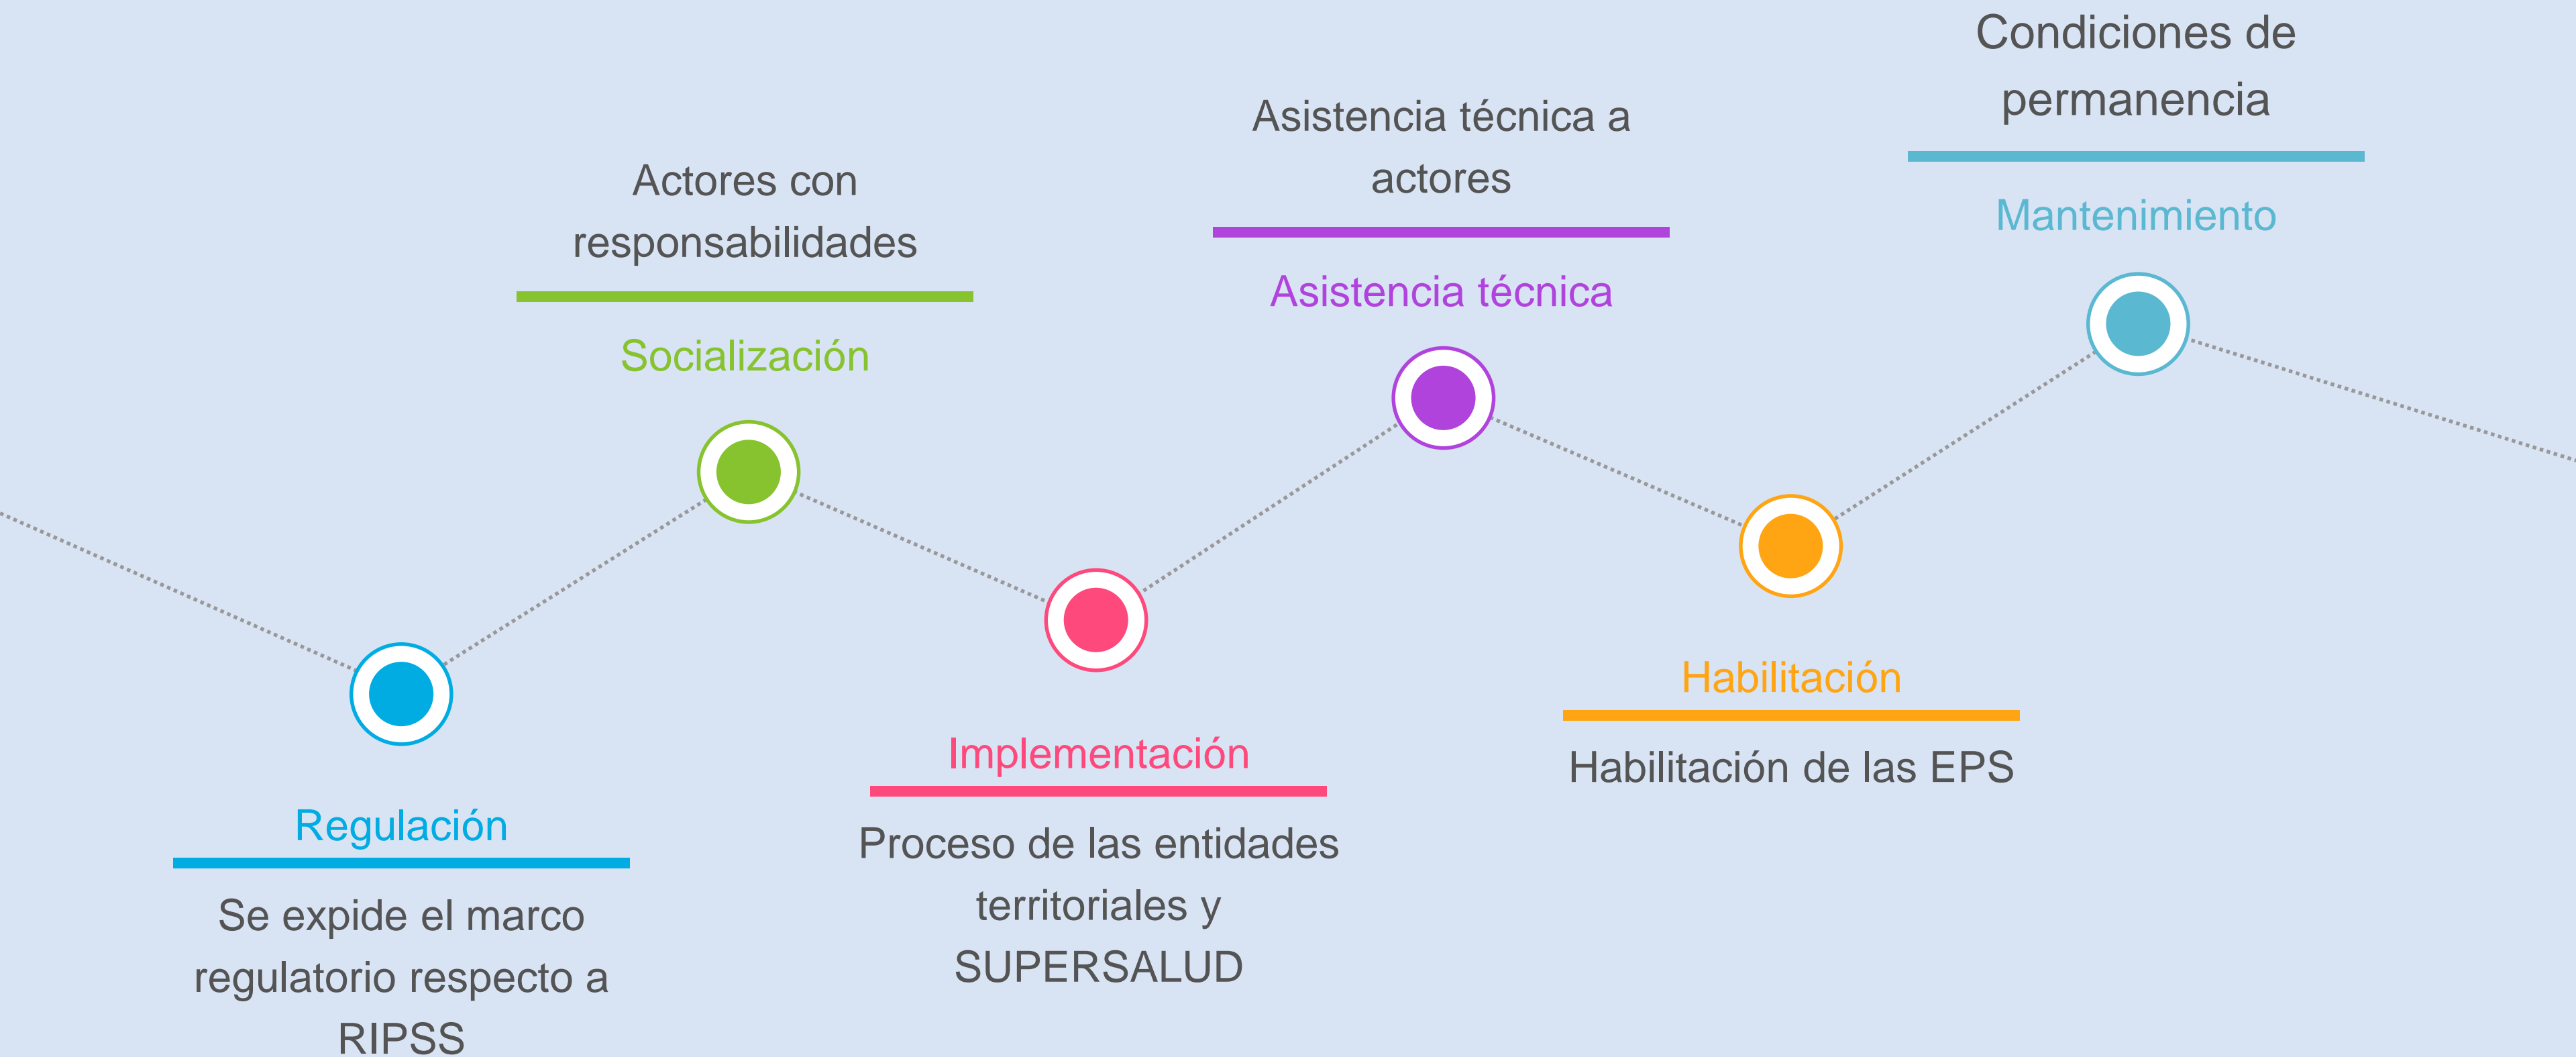 Regulación
Se expide el marco
regulatorio respecto a
RIPSS
Actores con
responsabilidades
Socialización
Implementación
Proceso de las entidades
territoriales y
SUPERSALUD
Asistencia técnica a
actores
Asistencia técnica
Habilitación
Habilitación de las EPS
Condiciones de
permanencia
Mantenimiento